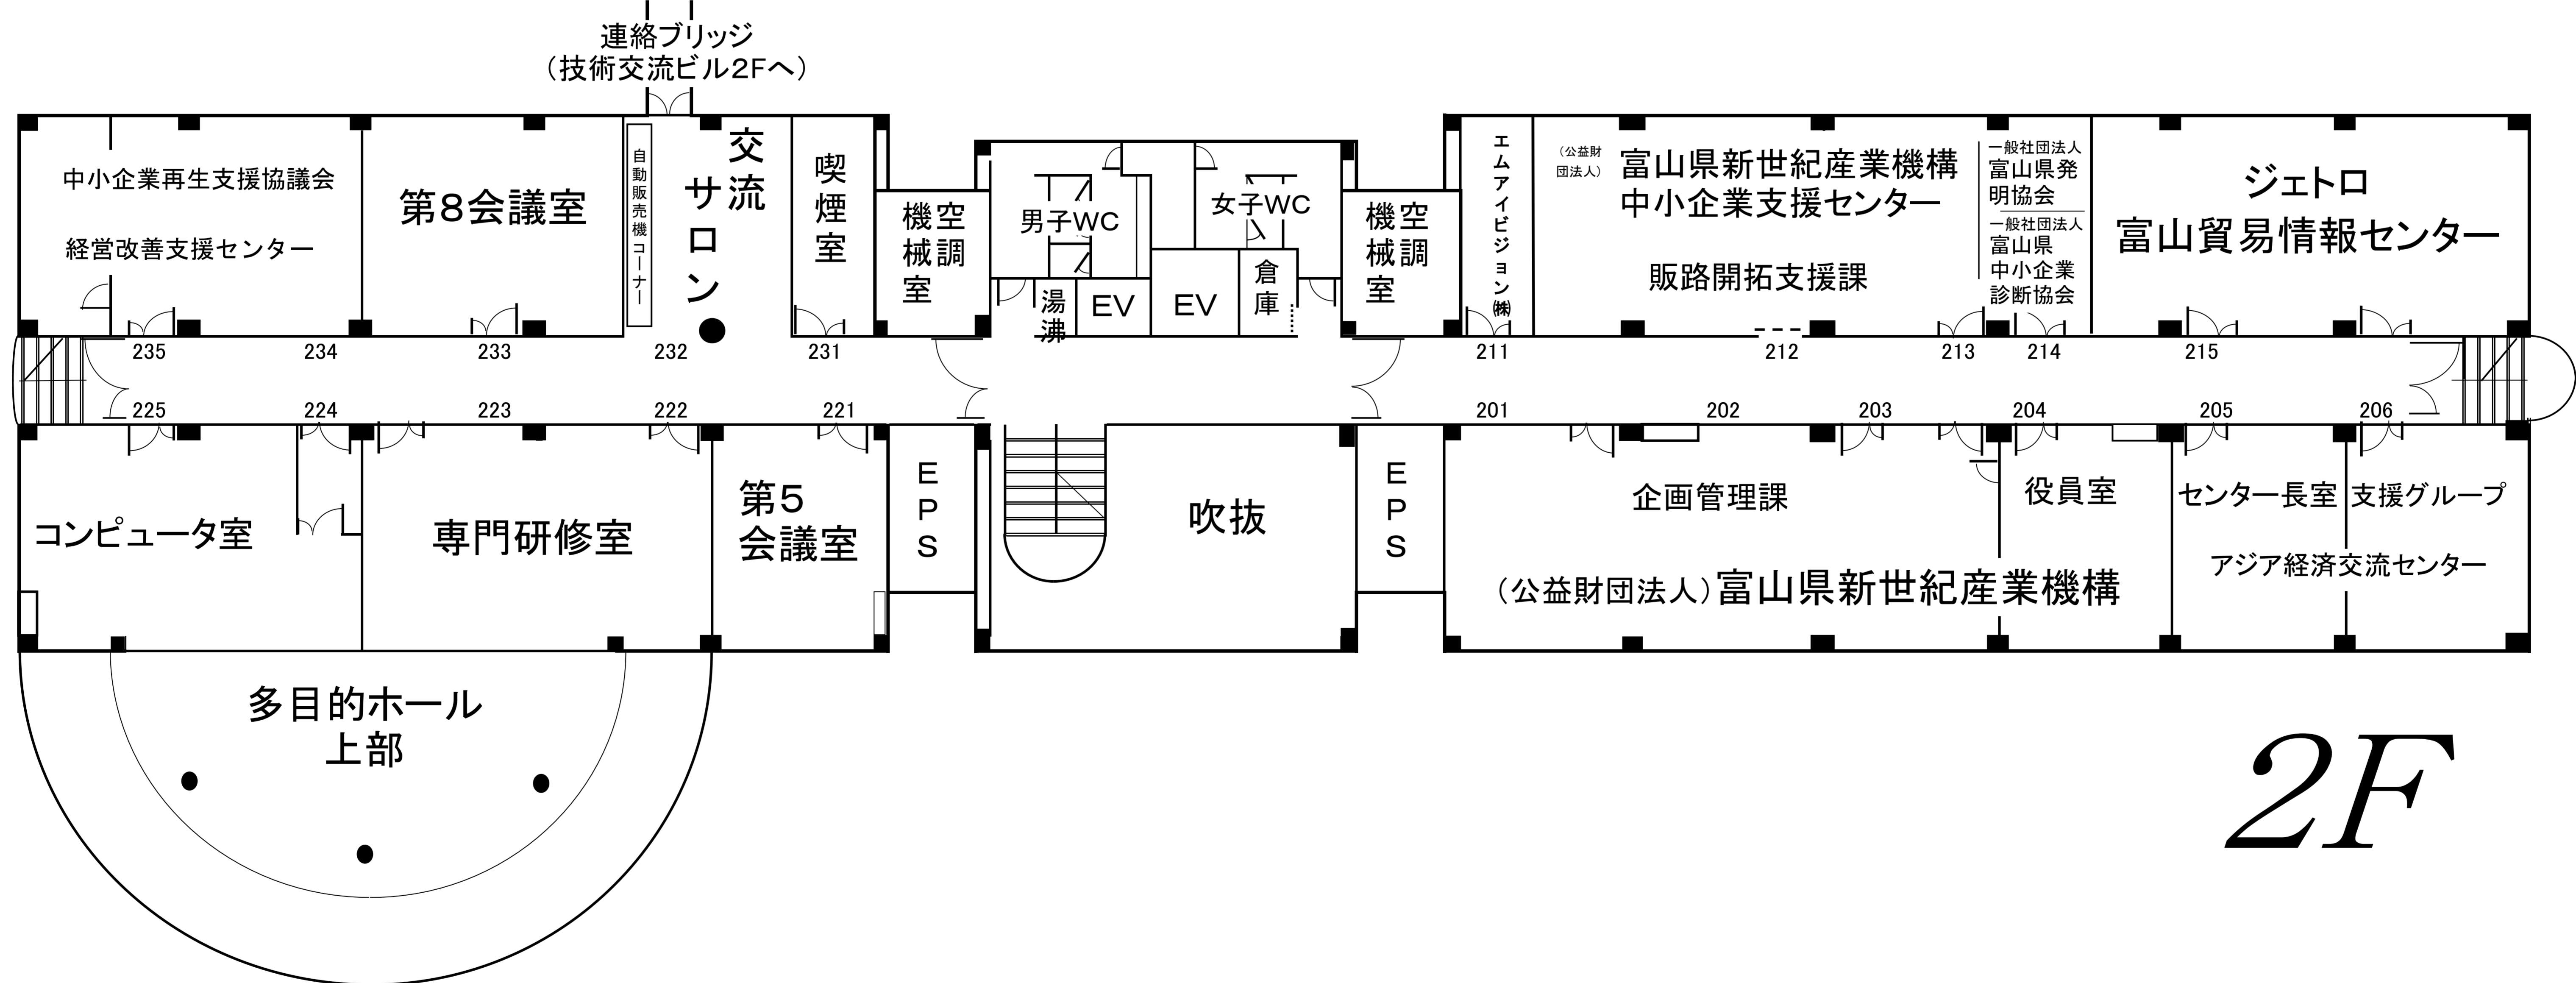 連絡ブリッジ
（技術交流ビル2Fへ）
中小企業再生支援協議会
経営改善支援センター
第8会議室
自動販売機コーナー
交流
サロン
喫煙室
空調
機械室
男子WC
女子WC
湯沸
EV
EV
倉庫
空調
機械室
エムアイビジョン㈱
（公益財
団法人）
富山県新世紀産業機構
中小企業支援センター
販路開拓支援課
一般社団法人
富山県発
明協会
一般社団法人
富山県
中小企業
診断協会
ジェトロ
富山貿易情報センター
235
234
233
232
231
211
212
213
214
215
225
224
223
222
221
201
202
203
204
205
206
コンピュータ室
専門研修室
第5
会議室
EPS
吹抜
EPS
企画管理課
役員室
（公益財団法人）富山県新世紀産業機構
センター長室
支援グループ
アジア経済交流センター
多目的ホール
上部
2F